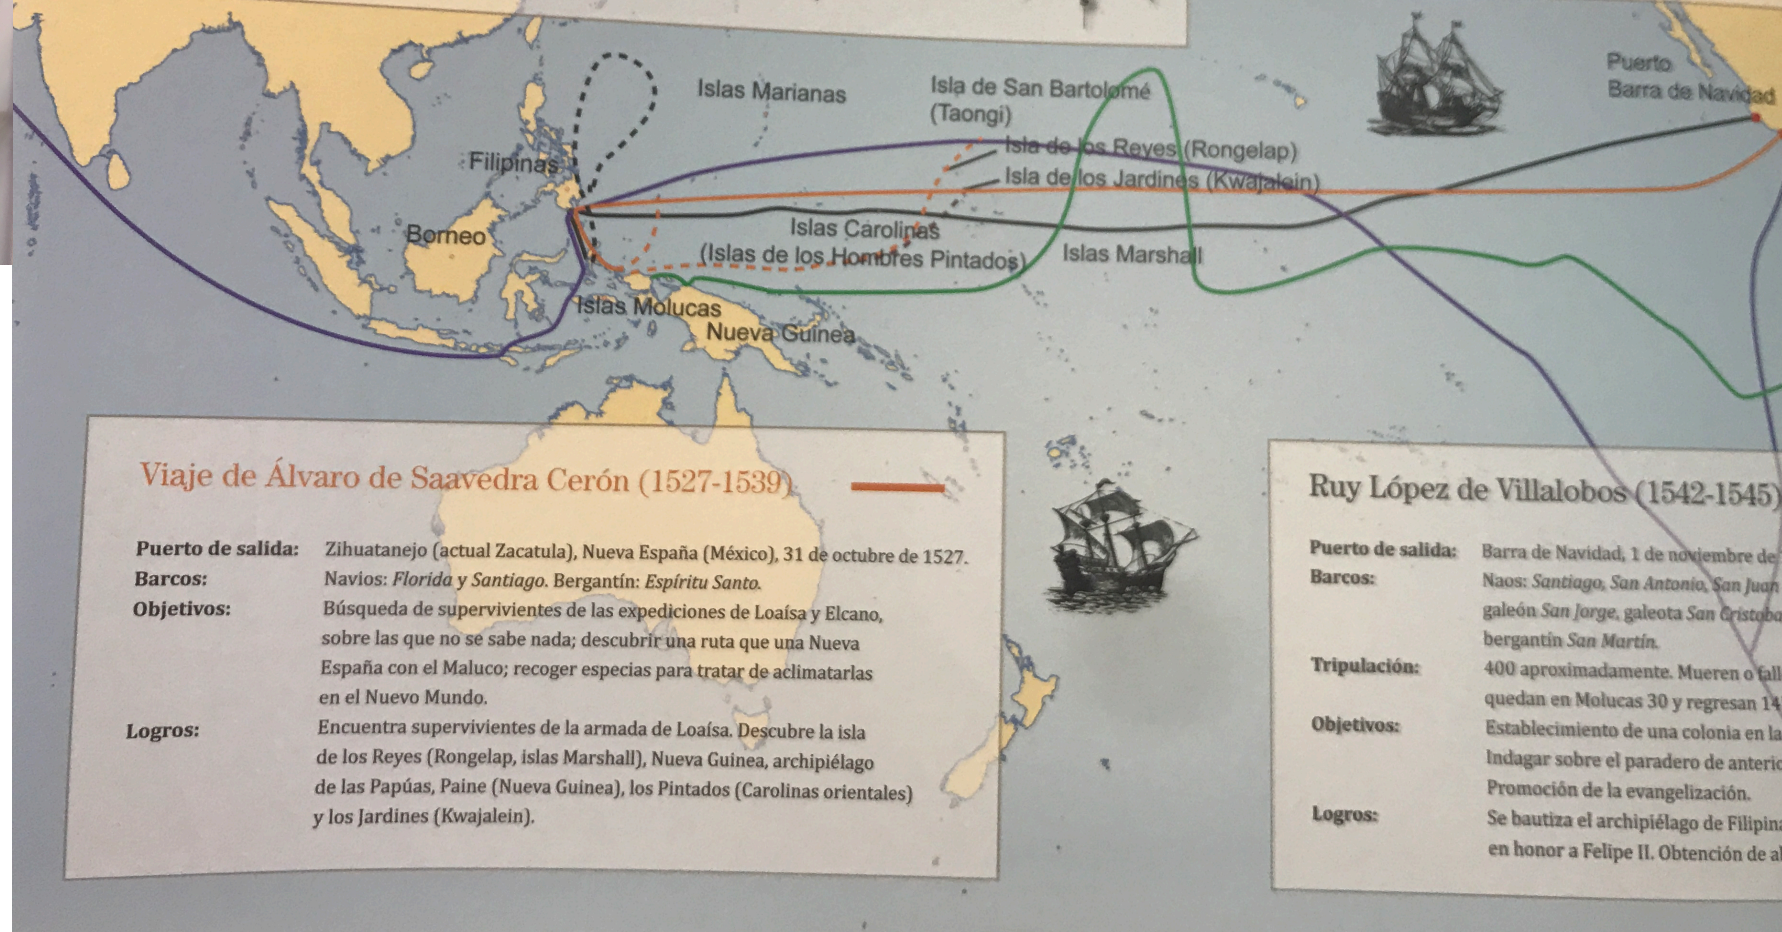 Islas Marianas
Isla de San Bartolomé
(Taongi)
Puerto
Barra de Navidad
Isla de los Reyes (Rongelap)
Filipinas
Isla de los Jardines (Kwajalein)
Borneo
Islas Carolinas
(Islas de los Hombres Pintados)
Islas Marshall
Islas Molucas
Nueva Guinea
Viaje de Álvaro de Saavedra Cerón (1527-1539)
Puerto de salida: Zihuatanejo (actual Zacatula), Nueva España (México), 31 de octubre de 1527.
Barcos: Navios: Florida y Santiago. Bergantín: Espíritu Santo.
Objetivos: Búsqueda de supervivientes de las expediciones de Loaísa y Elcano,
sobre las que no se sabe nada; descubrir una ruta que una Nueva
España con el Maluco; recoger especias para tratar de aclimatarlas
en el Nuevo Mundo.
Logros: Encuentra supervivientes de la armada de Loaísa. Descubre la isla
de los Reyes (Rongelap, islas Marshall), Nueva Guinea, archipiélago
de las Papúas, Paine (Nueva Guinea), los Pintados (Carolinas orientales)
y los Jardines (Kwajalein).
Ruy López de Villalobos (1542-1545)
Puerto de salida: Barra de Navidad, 1 de noviembre de
Barcos: Naos: Santiago, San Antonio, San Juan
galeón San Jorge, galeota San Cristoba
bergantín San Martín.
Tripulación: 400 aproximadamente. Mueren o fall
quedan en Molucas 30 y regresan 14
Objetivos: Establecimiento de una colonia en la
Indagar sobre el paradero de anterio
Promoción de la evangelización.
Logros: Se bautiza el archipiélago de Filipina
en honor a Felipe II. Obtención de al